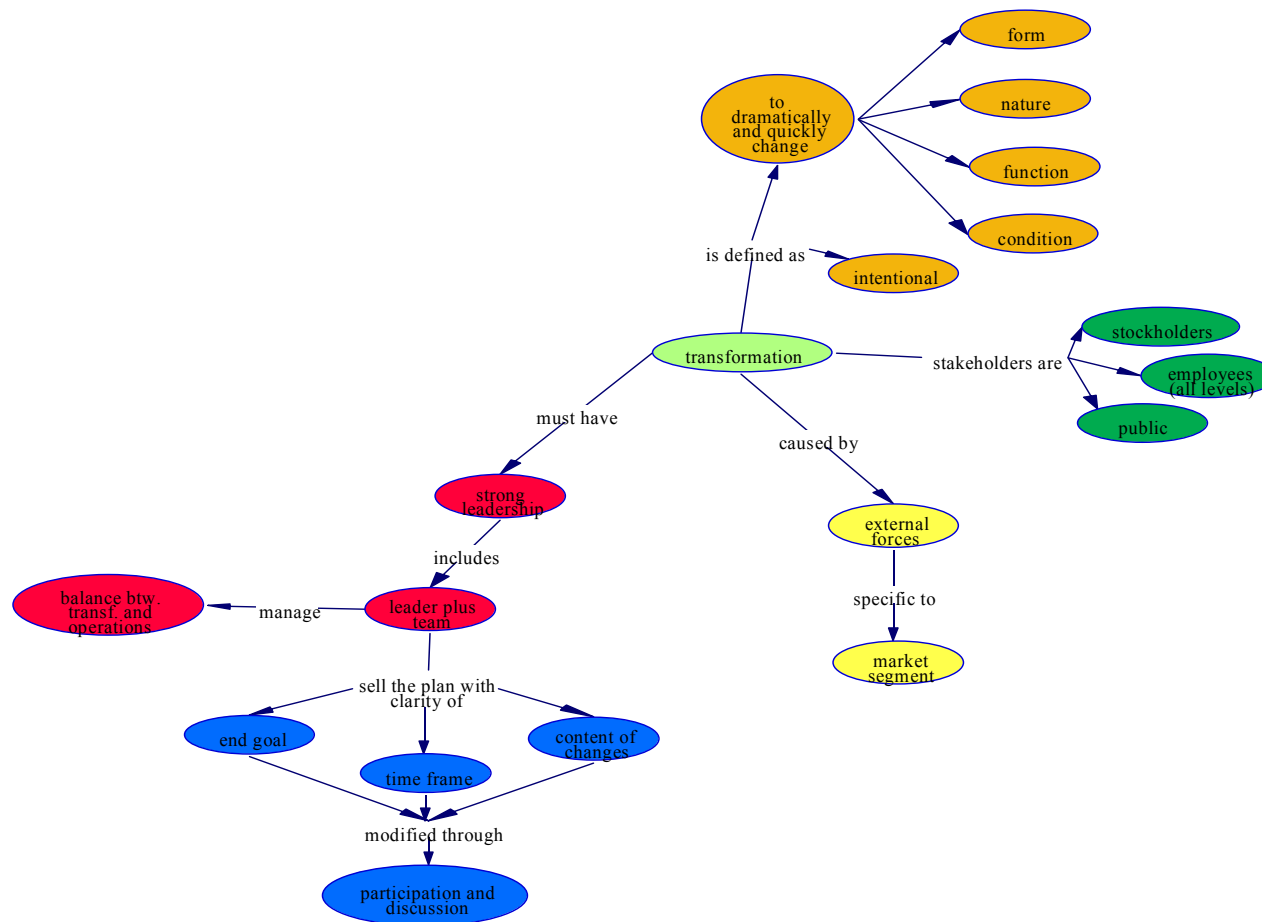 form
to
dramatically
and quickly
change
nature
function
condition
is defined as
intentional
stockholders
transformation
stakeholders are
employees
(all levels)
public
must have
caused by
strong
leadership
external
forces
includes
balance btw.
transf. and
operations
manage
leader plus
team
specific to
market
segment
sell the plan with
clarity of
end goal
content of
changes
time frame
modified through
participation and
discussion